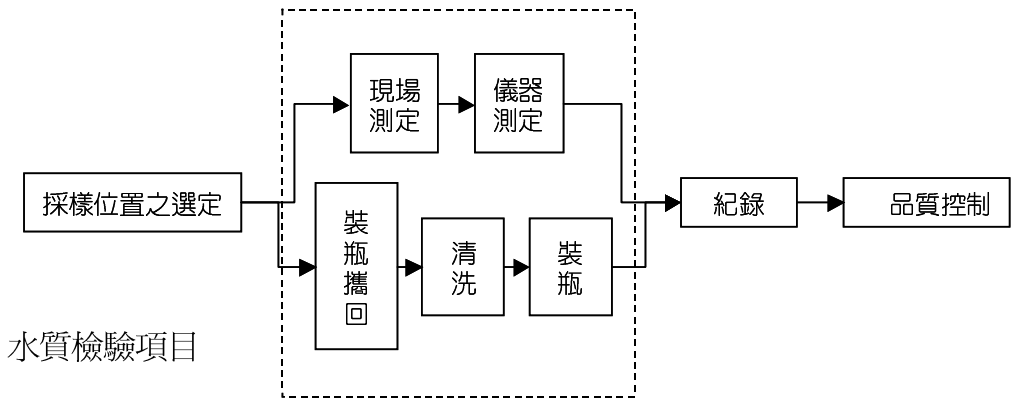 現場
測定
儀器
測定
採樣位置之選定
裝
瓶
攜
回
清
洗
裝
瓶
紀錄
品質控制
水質檢驗項目